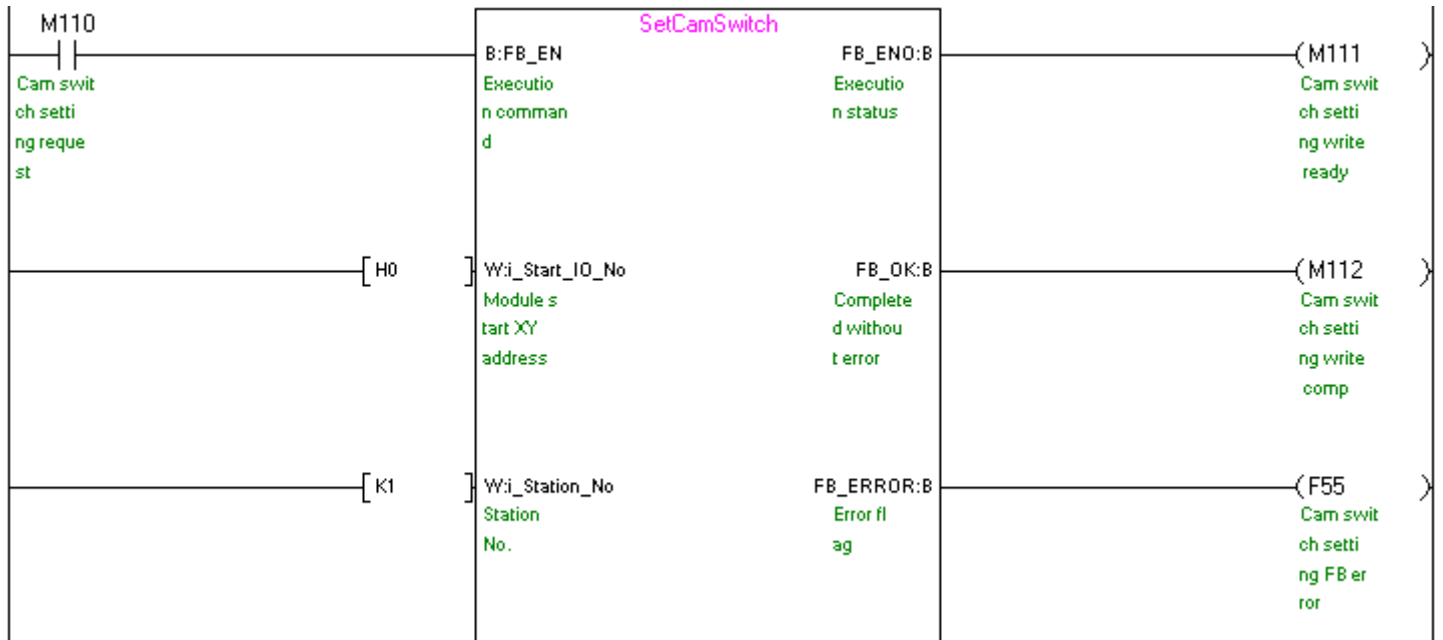 M110
SetCamSwitch
B:FB_EN
FB_ENO:B
(M111 )
Cam swit
ch setti
ng reque
st
Executio
n comman
d
Executio
n status
Cam swit
ch setti
ng write
ready
[ H0 ]
W:i_Start_IO_No
FB_OK:B
(M112 )
Module s
tart XY
address
Complete
d withou
t error
Cam swit
ch setti
ng write
comp
[ K1 ]
W:i_Station_No
FB_ERROR:B
(F55 )
Station
No.
Error fl
ag
Cam swit
ch setti
ng FB er
ror